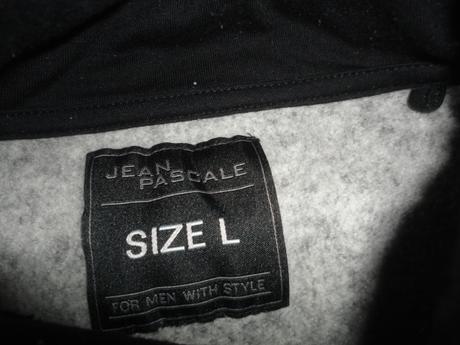 JEAN
PASCALE
SIZE L
FOR MEN WITH STYLE